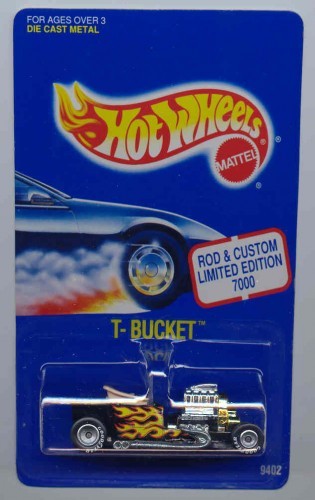 FOR AGES OVER 3
DIE CAST METAL
Hot Wheels
®
MATTEL
®
ROD & CUSTOM
LIMITED EDITION
7000
T- BUCKET™
9402